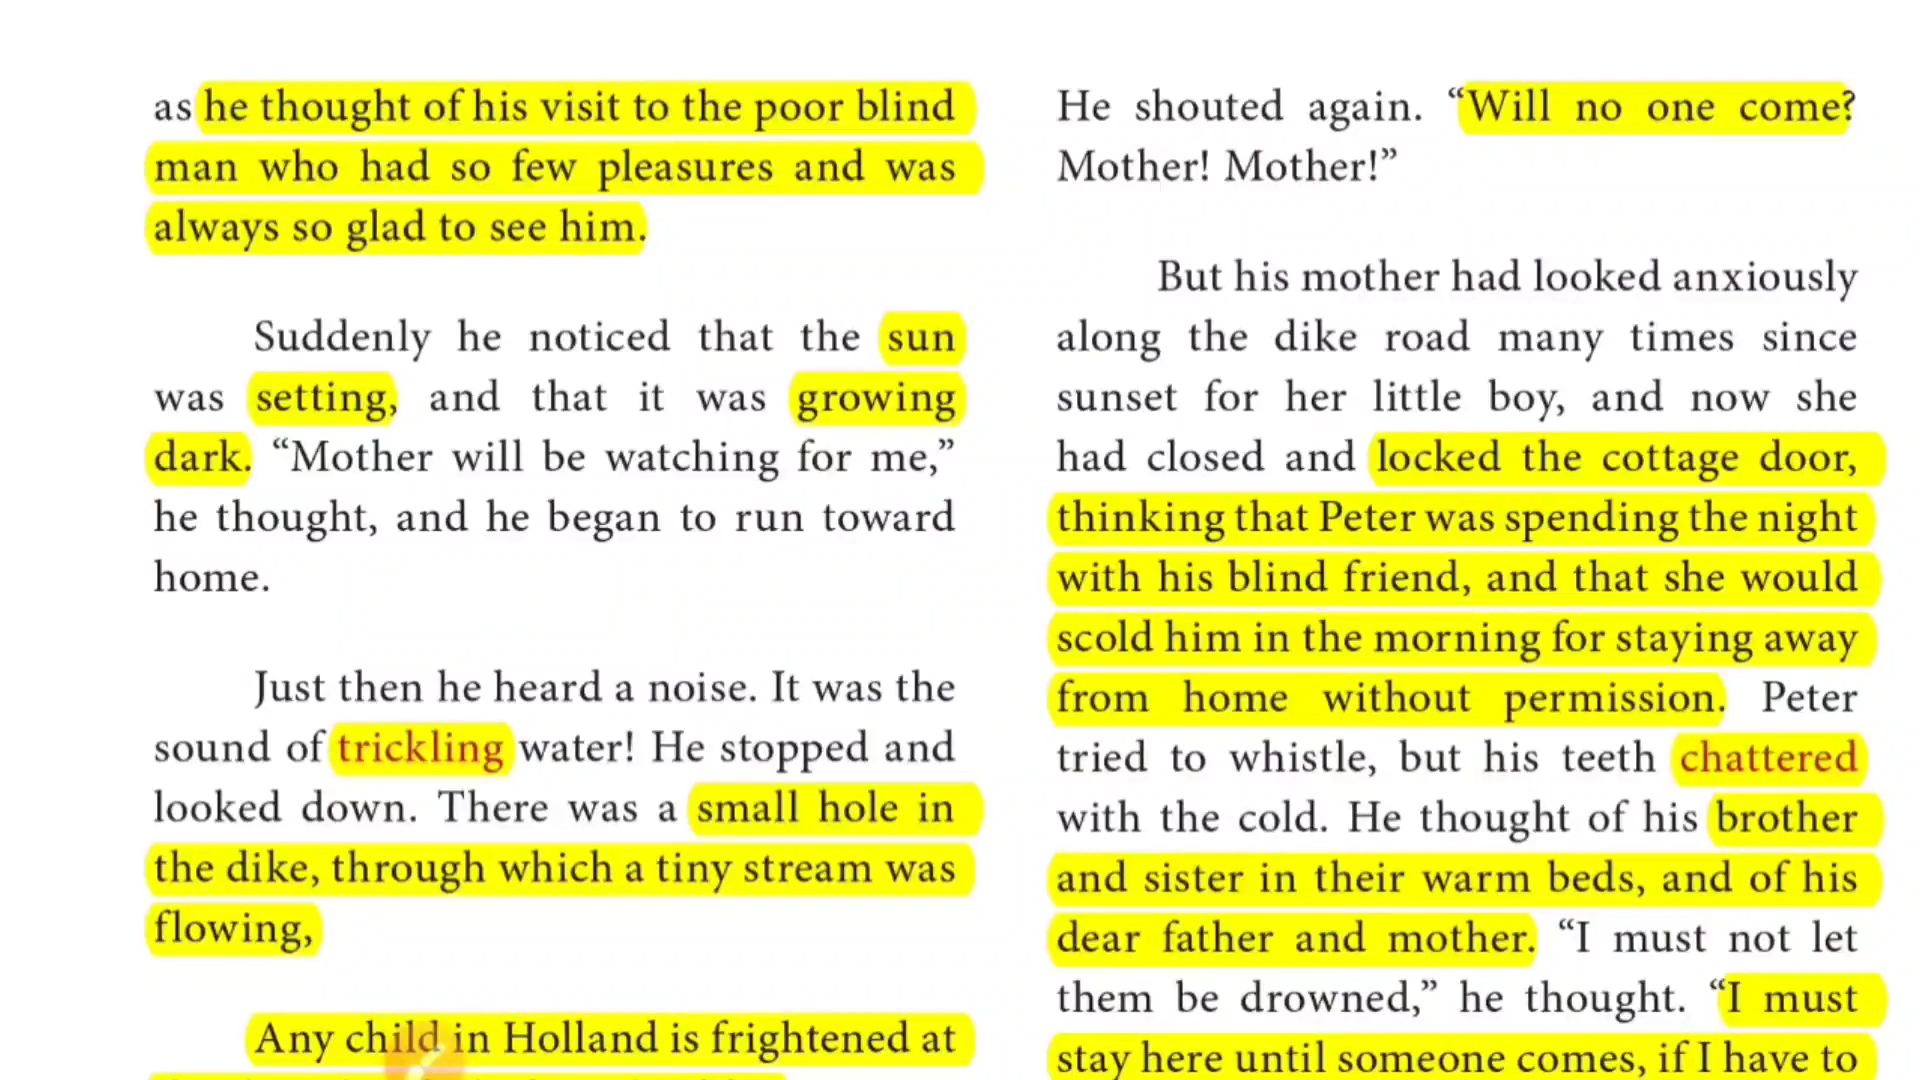 as he thought of his visit to the poor blind
man who had so few pleasures and was
always so glad to see him.
Suddenly he noticed that the sun
was setting, and that it was growing
dark. “Mother will be watching for me,”
he thought, and he began to run toward
home.
Just then he heard a noise. It was the
sound of trickling water! He stopped and
looked down. There was a small hole in
the dike, through which a tiny stream was
flowing,
Any child in Holland is frightened at
He shouted again. “Will no one come?
Mother! Mother!”
But his mother had looked anxiously
along the dike road many times since
sunset for her little boy, and now she
had closed and locked the cottage door,
thinking that Peter was spending the night
with his blind friend, and that she would
scold him in the morning for staying away
from home without permission. Peter
tried to whistle, but his teeth chattered
with the cold. He thought of his brother
and sister in their warm beds, and of his
dear father and mother. “I must not let
them be drowned,” he thought. “I must
stay here until someone comes, if I have to